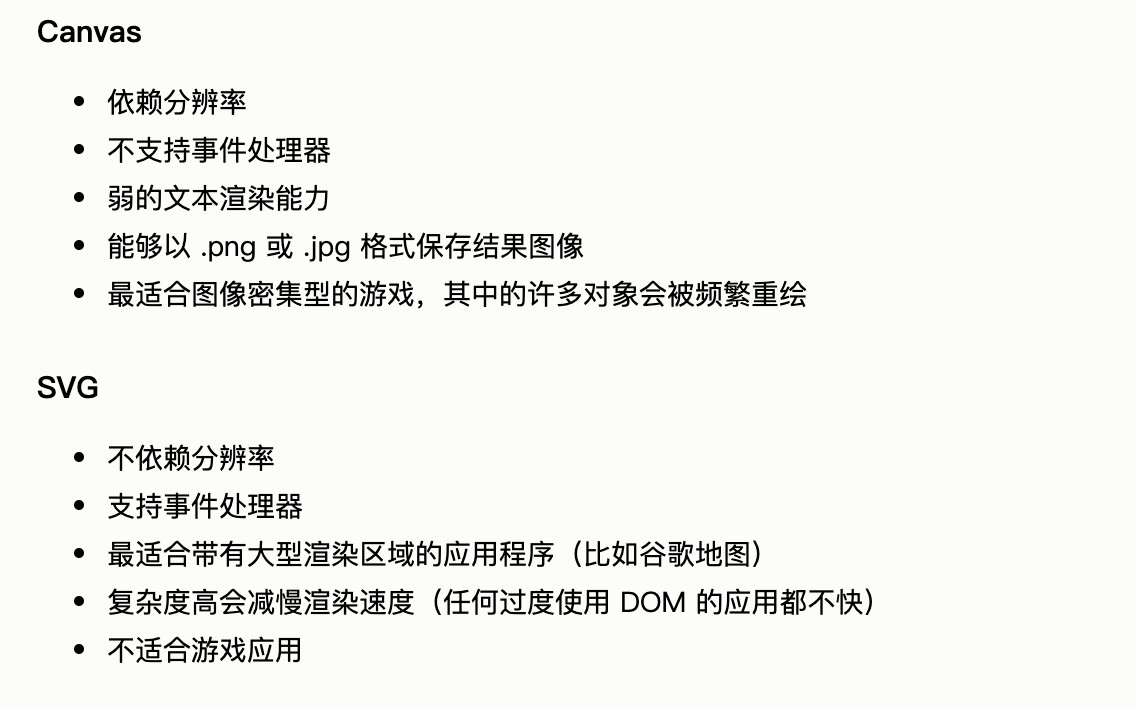 Canvas
依赖分辨率
不支持事件处理器
弱的文本渲染能力
能够以 .png 或 .jpg 格式保存结果图像
最适合图像密集型的游戏，其中的许多对象会被频繁重绘
SVG
不依赖分辨率
支持事件处理器
最适合带有大型渲染区域的应用程序（比如谷歌地图）
复杂度高会减慢渲染速度（任何过度使用 DOM 的应用都不快）
不适合游戏应用